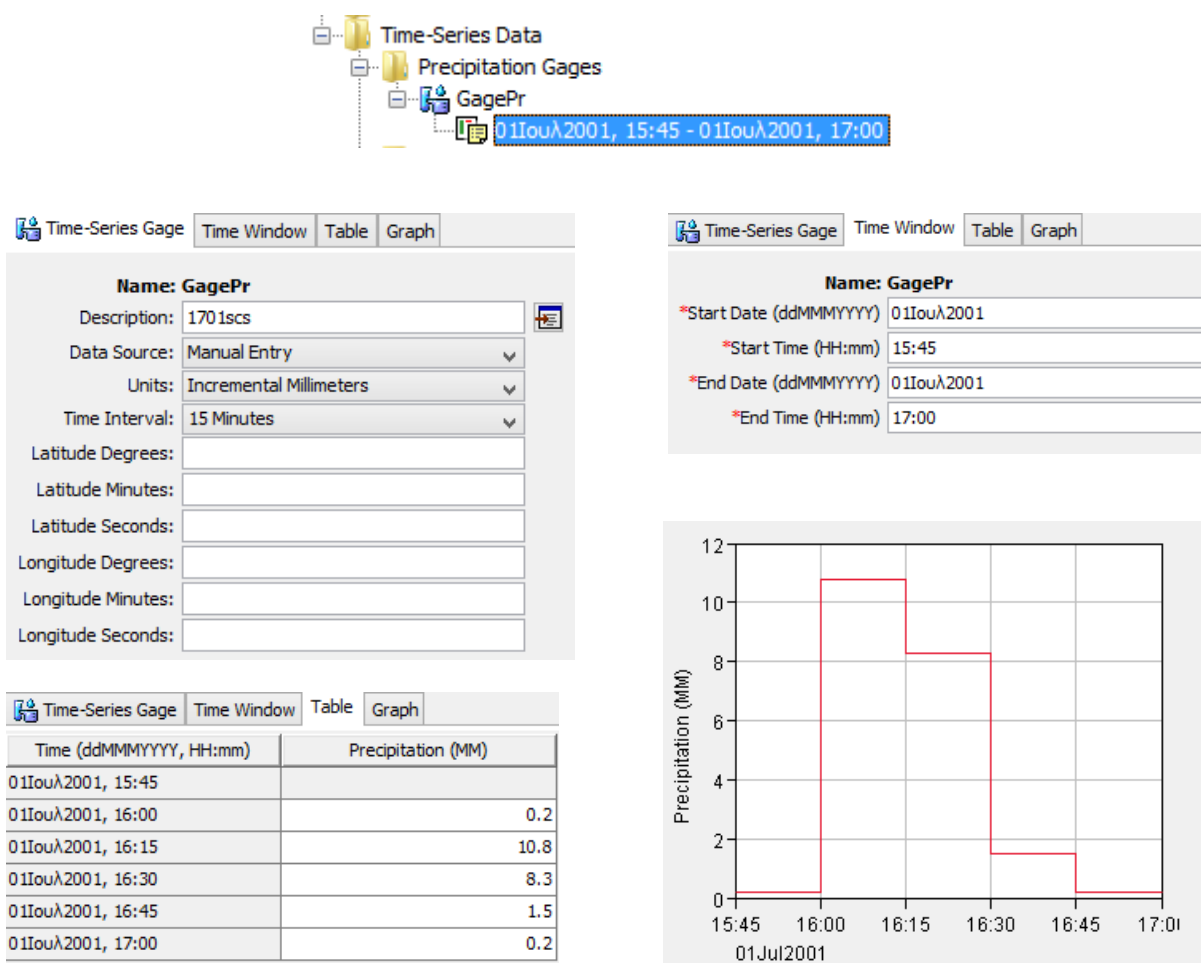 Time-Series Data
Precipitation Gages
GagePr
01Ιουλ2001, 15:45 - 01Ιουλ2001, 17:00
Time-Series Gage Time Window Table Graph
Name: GagePr
Description: 1701scs
Data Source: Manual Entry
Units: Incremental Millimeters
Time Interval: 15 Minutes
Latitude Degrees:
Latitude Minutes:
Latitude Seconds:
Longitude Degrees:
Longitude Minutes:
Longitude Seconds:
Time-Series Gage Time Window Table Graph
Name: GagePr
*Start Date (ddMMMYYYY) 01Ιουλ2001
*Start Time (HH:mm) 15:45
*End Date (ddMMMYYYY) 01Ιουλ2001
*End Time (HH:mm) 17:00
Time-Series Gage Time Window Table Graph
Time (ddMMMYYYY, HH:mm) Precipitation (MM)
01Ιουλ2001, 15:45
01Ιουλ2001, 16:00 0.2
01Ιουλ2001, 16:15 10.8
01Ιουλ2001, 16:30 8.3
01Ιουλ2001, 16:45 1.5
01Ιουλ2001, 17:00 0.2
Precipitation (MM)
12
10
8
6
4
2
0
15:45 16:00 16:15 16:30 16:45 17:0
01Jul2001